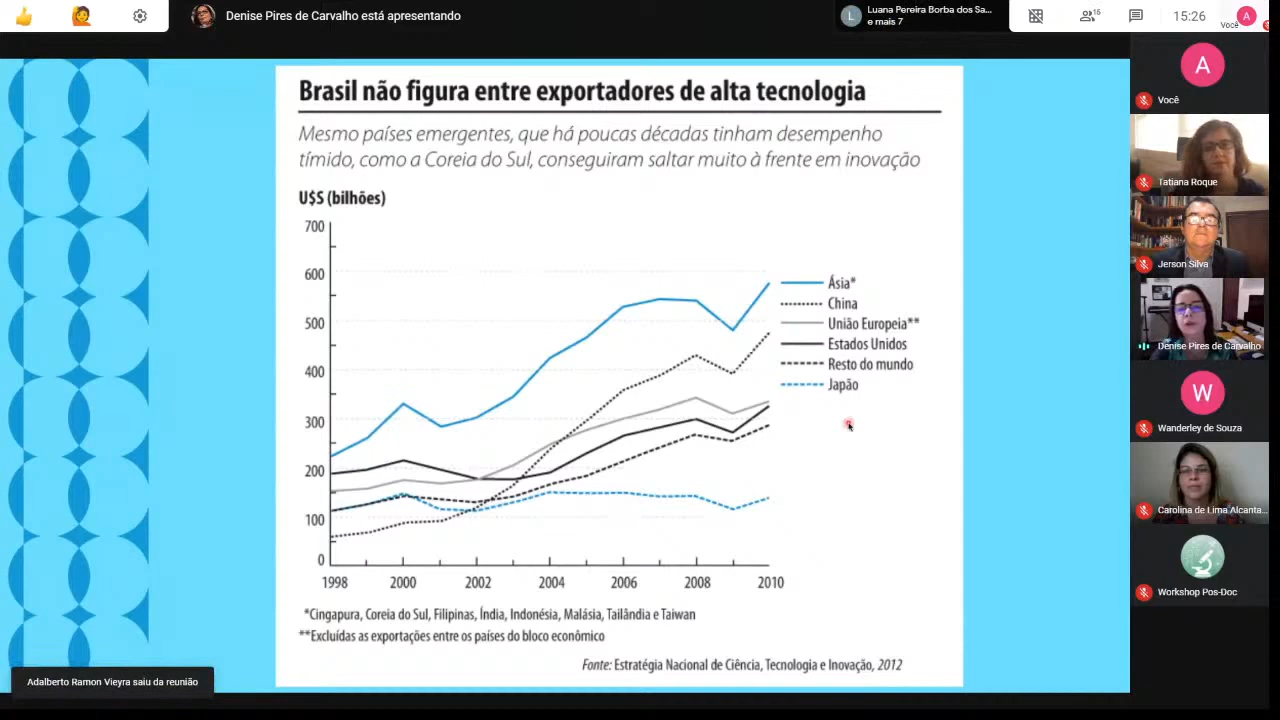 Denise Pires de Carvalho está apresentando
L
Luana Pereira Borba dos Sa...
e mais 7
15
15:26
Você
A
Brasil não figura entre exportadores de alta tecnologia
Mesmo países emergentes, que há poucas décadas tinham desempenho
tímido, como a Coreia do Sul, conseguiram saltar muito à frente em inovação
U$S (bilhões)
700
600
500
400
300
200
100
0
1998
2000
2002
2004
2006
2008
2010
Ásia*
China
União Europeia**
Estados Unidos
Resto do mundo
Japão
*Cingapura, Coreia do Sul, Filipinas, Índia, Indonésia, Malásia, Tailândia e Taiwan
**Excluídas as exportações entre os países do bloco econômico
Fonte: Estratégia Nacional de Ciência, Tecnologia e Inovação, 2012
A
Você
Tatiana Roque
Jerson Silva
Denise Pires de Carvalho
W
Wanderley de Souza
Carolina de Lima Alcanta...
Workshop Pos-Doc
Adalberto Ramon Vieyra saiu da reunião